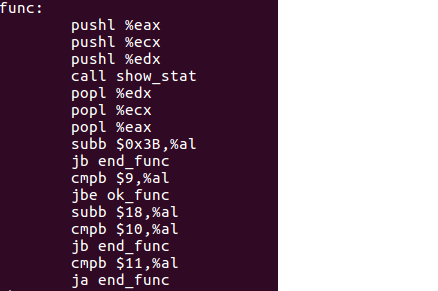 func:
pushl %eax
pushl %ecx
pushl %edx
call show_stat
popl %edx
popl %ecx
popl %eax
subb $0x3B,%al
jb end_func
cmpb $9,%al
jbe ok_func
subb $18,%al
cmpb $10,%al
jb end_func
cmpb $11,%al
ja end_func